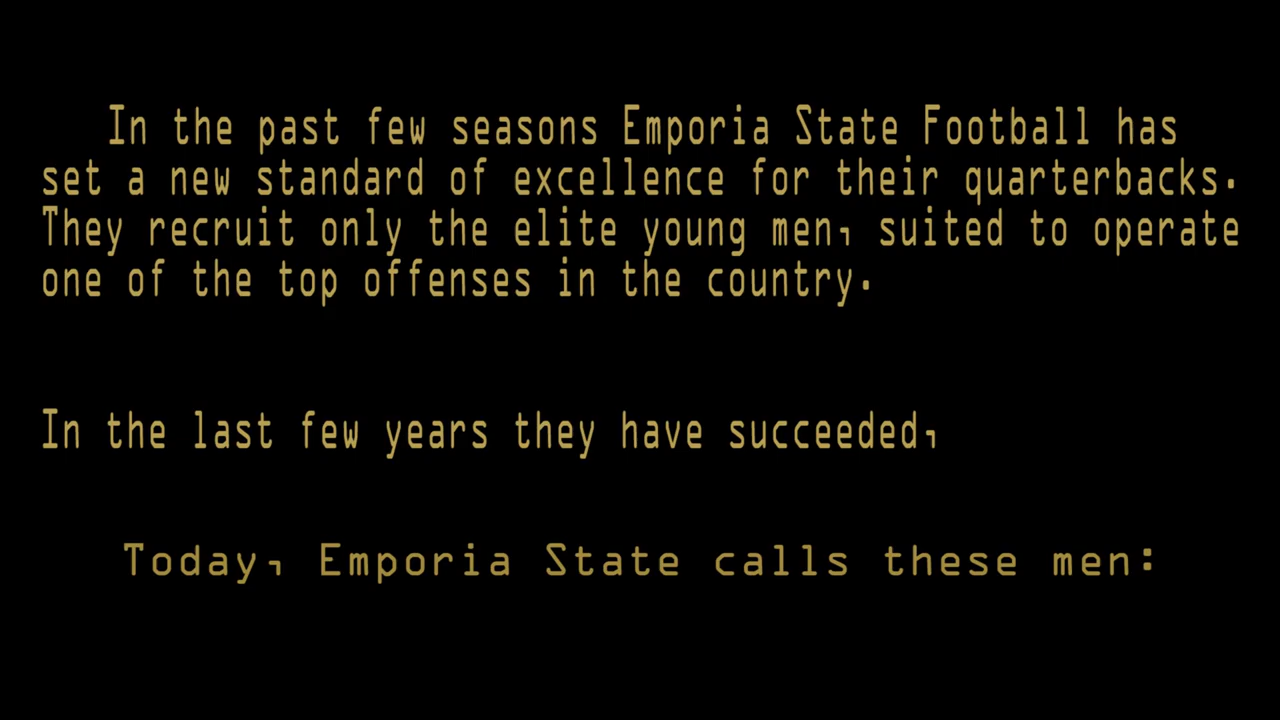 In the past few seasons Emporia State Football has
set a new standard of excellence for their quarterbacks.
They recruit only the elite young men, suited to operate
one of the top offenses in the country.
In the last few years they have succeeded,
Today, Emporia State calls these men: